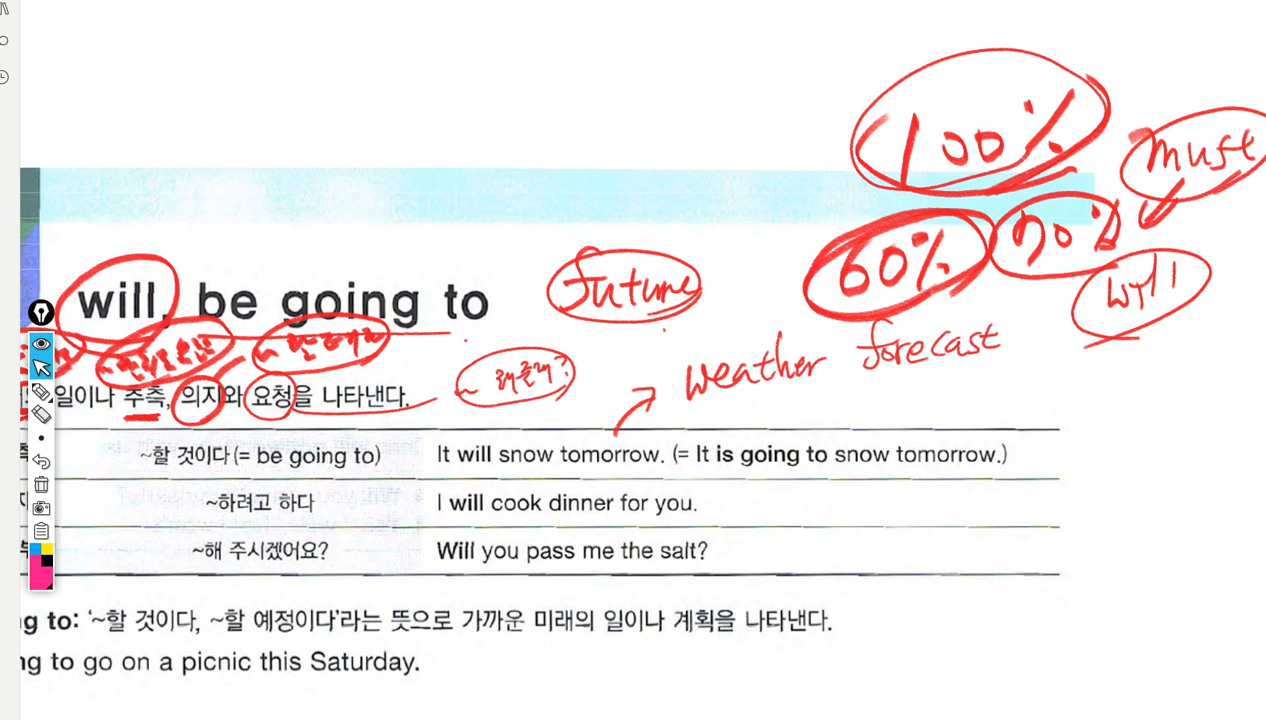 100%
must
60% 70%
will
will, be going to
future
weather forecast
일이나 추측, 의지와 요청을 나타낸다.
~할 것이다(= be going to) It will snow tomorrow. (= It is going to snow tomorrow.)
~하려고 하다 I will cook dinner for you.
~해 주시겠어요? Will you pass me the salt?
ng to: ‘~할 것이다, ~할 예정이다’라는 뜻으로 가까운 미래의 일이나 계획을 나타낸다.
ng to go on a picnic this Saturday.